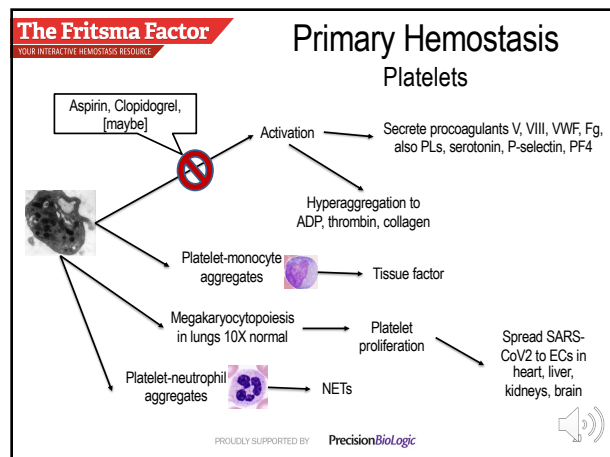 The Fritsma Factor
YOUR INTERACTIVE HEMOSTASIS RESOURCE
Primary Hemostasis
Platelets
Aspirin, Clopidogrel,
[maybe]
Activation
Secrete procoagulants V, VIII, VWF, Fg,
also PLs, serotonin, P-selectin, PF4
Hyperaggregation to
ADP, thrombin, collagen
Platelet-monocyte
aggregates
Tissue factor
Megakaryocytopoiesis
in lungs 10X normal
Platelet
proliferation
Spread SARS-
CoV2 to ECs in
heart, liver,
kidneys, brain
Platelet-neutrophil
aggregates
NETs
PROUDLY SUPPORTED BY PrecisionBioLogic